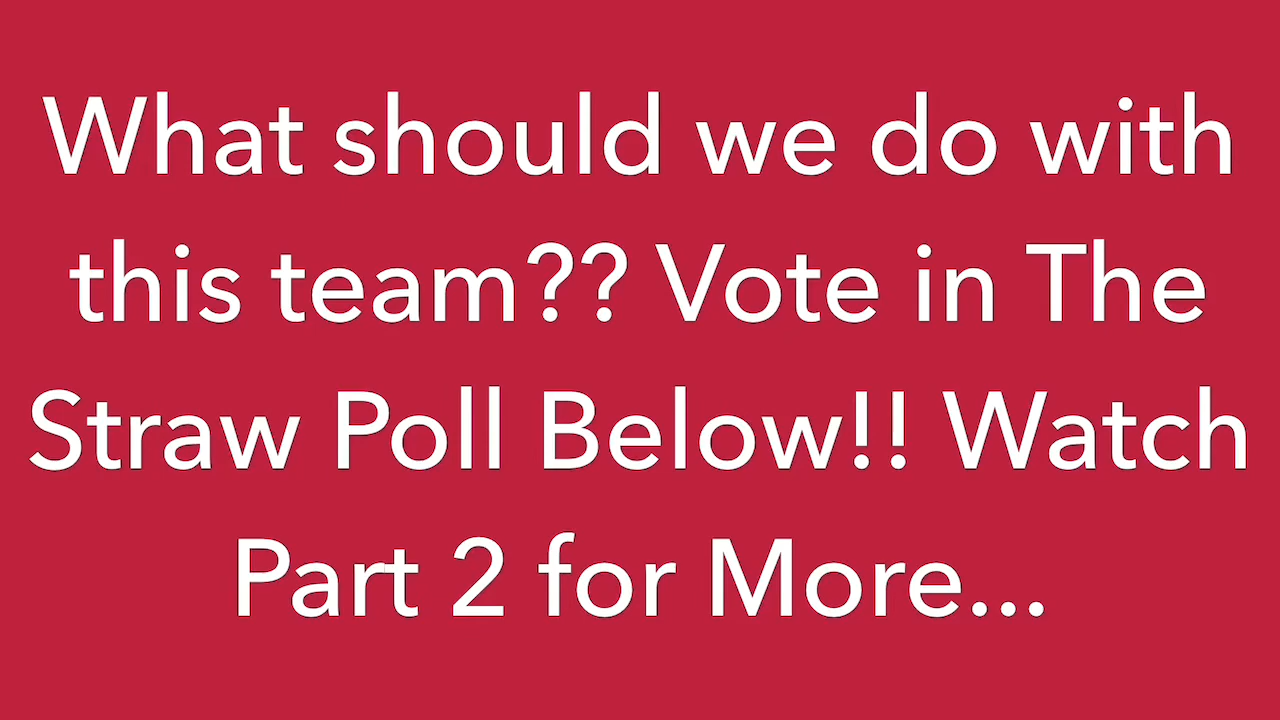 What should we do with
this team?? Vote in The
Straw Poll Below!! Watch
Part 2 for More...